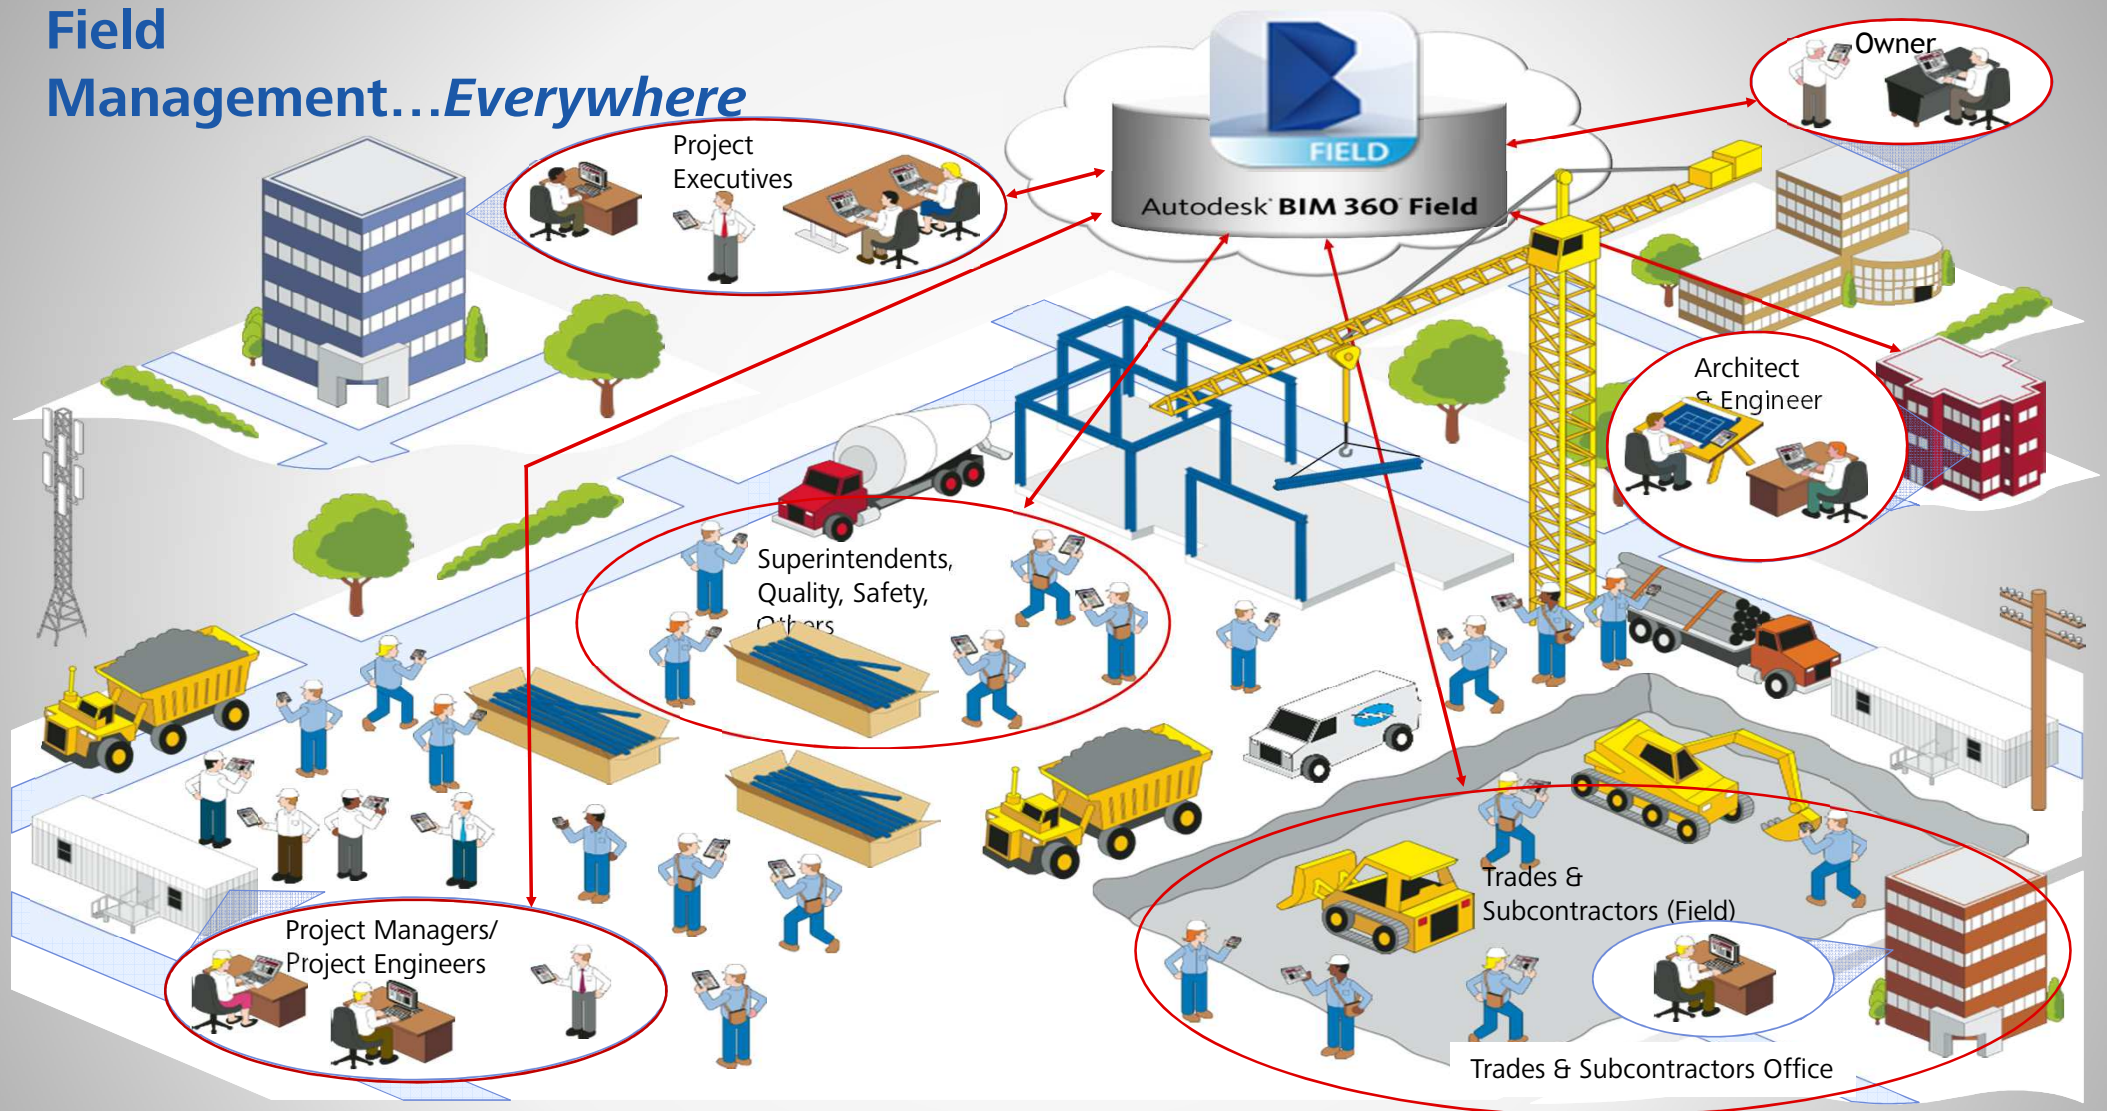 Field
Management...Everywhere
FIELD
Autodesk® BIM 360® Field
Owner
Project
Executives
Architect
& Engineer
Superintendents,
Quality, Safety,
Others
Trades &
Subcontractors (Field)
Project Managers/
Project Engineers
Trades & Subcontractors Office